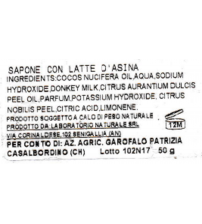 SAPONE CON LATTE D'ASINA
INGREDIENTS:COCOS NUCIFERA OIL,AQUA,SODIUM
HYDROXIDE,DONKEY MILK,CITRUS AURANTIUM DULCIS
PEEL OIL,PARFUM,POTASSIUM HYDROXIDE, CITRUS
NOBILIS PEEL,CITRIC ACID,LIMONENE.
PRODOTTO SOGGETTO A CALO DI PESO NATURALE
PRODOTTO DA LABORATORIO NATURALE SRL
VIA CORINALDESE,102 SENIGALLIA (AN)
12M
PER CONTO DI: AZ. AGRIC. GAROFALO PATRIZIA
CASALBORDINO (CH) Lotto 102N17 50 g